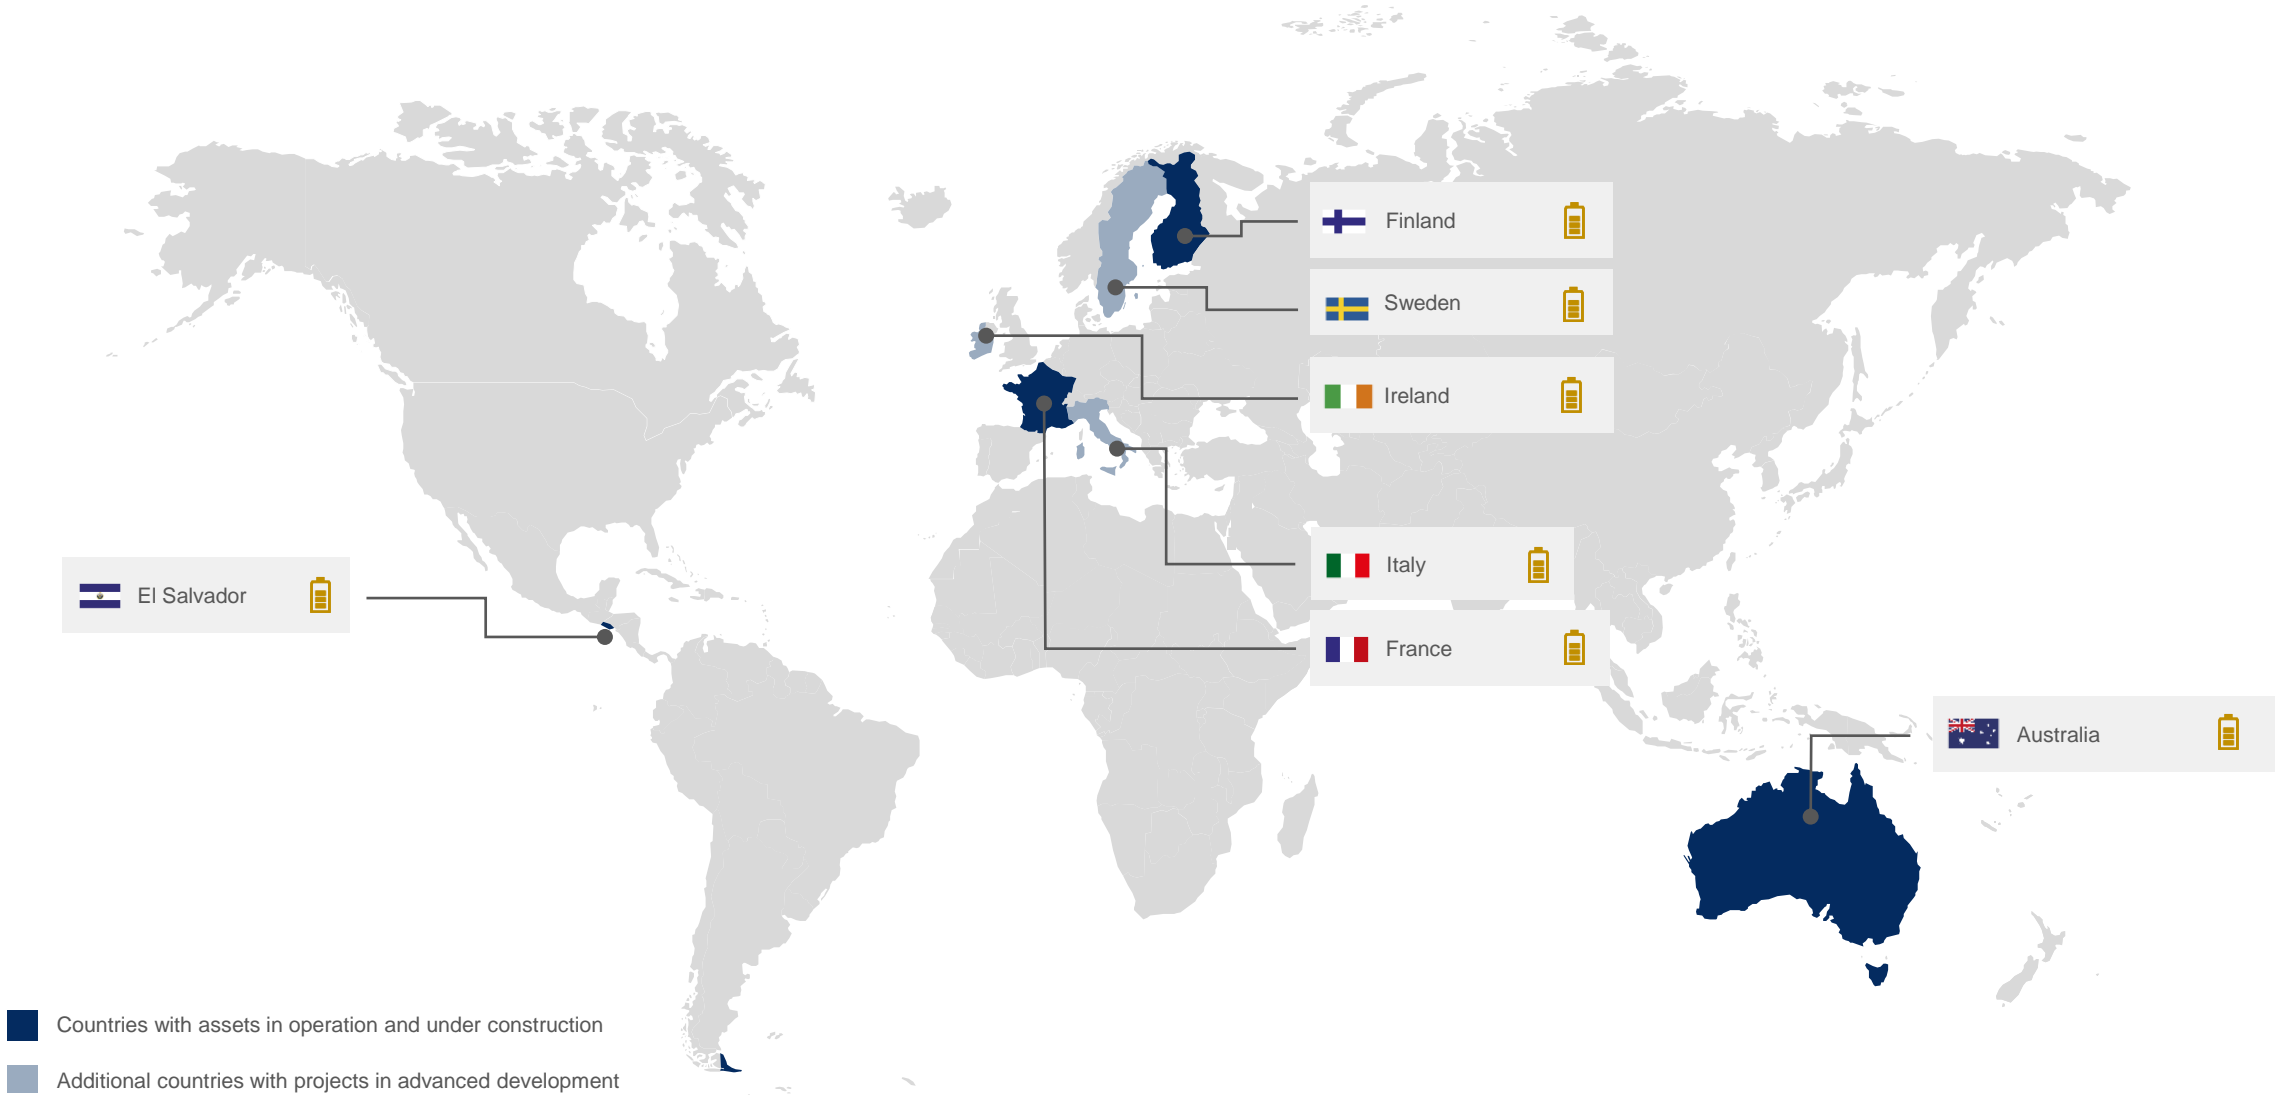 Finland
Sweden
Ireland
Italy
El Salvador
France
Australia
Countries with assets in operation and under construction
Additional countries with projects in advanced development